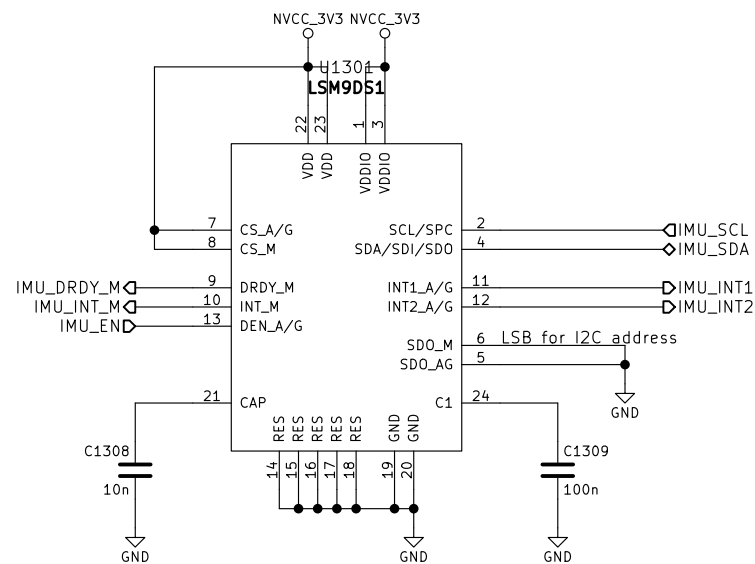 NVCC_3V3 NVCC_3V3
U1301
LSM9DS1
22 23 1 3
VDD VDD VDDIO VDDIO
7 CS_A/G SCL/SPC 2 IMU_SCL
8 CS_M SDA/SDI/SDO 4 IMU_SDA
IMU_DRDY_M 9 DRDY_M INT1_A/G 11 IMU_INT1
IMU_INT_M 10 INT_M INT2_A/G 12 IMU_INT2
IMU_EN 13 DEN_A/G
SDO_M 6 LSB for I2C address
SDO_AG 5
GND
21 CAP C1 24
RES RES RES RES RES GND GND
14 15 16 17 18 19 20
C1308 C1309
10n 100n
GND GND GND